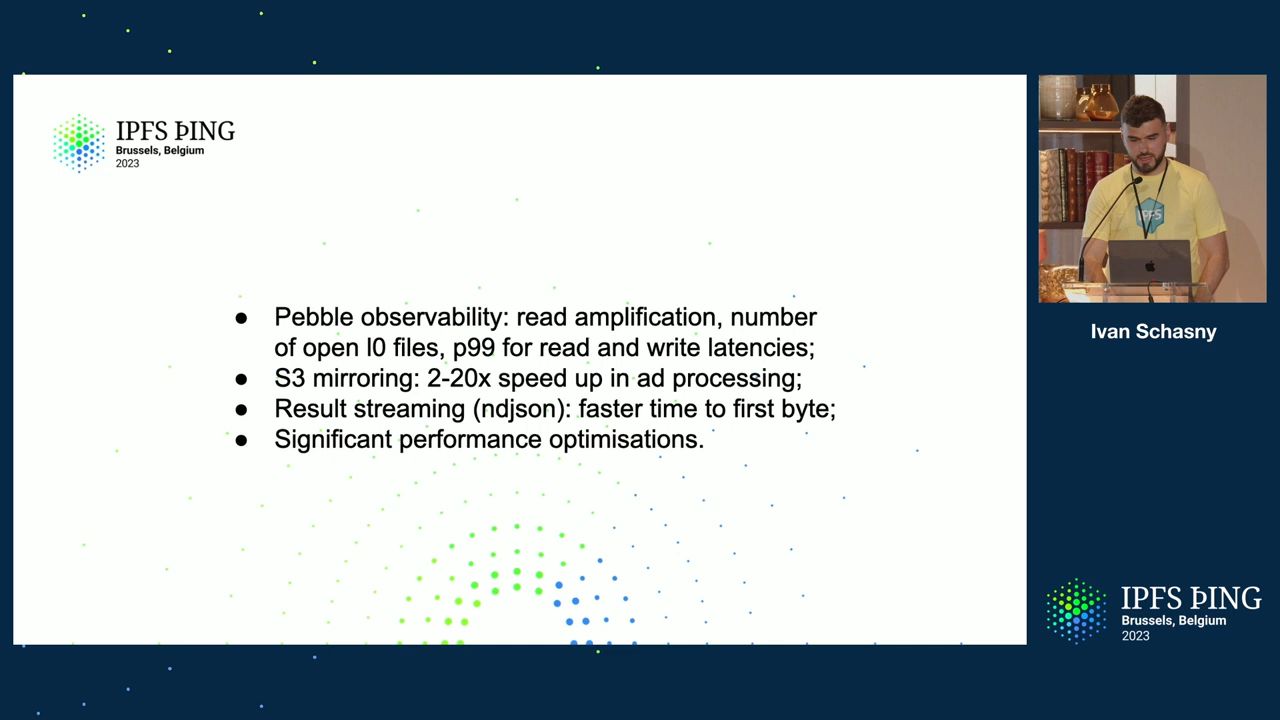 IPFS ÞING
Brussels, Belgium
2023
● Pebble observability: read amplification, number
of open l0 files, p99 for read and write latencies;
● S3 mirroring: 2-20x speed up in ad processing;
● Result streaming (ndjson): faster time to first byte;
● Significant performance optimisations.
IPFS
Ivan Schasny
IPFS ÞING
Brussels, Belgium
2023